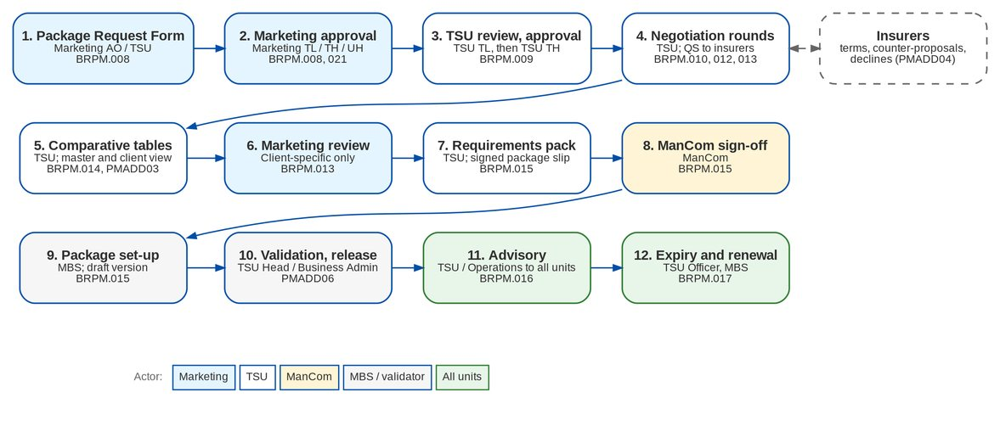 1. Package Request Form
Marketing AO / TSU
BRPM.008
2. Marketing approval
Marketing TL / TH / UH
BRPM.008, 021
3. TSU review, approval
TSU TL, then TSU TH
BRPM.009
4. Negotiation rounds
TSU; QS to insurers
BRPM.010, 012, 013
Insurers
terms, counter-proposals,
declines (PMADD04)
5. Comparative tables
TSU; master and client view
BRPM.014, PMADD03
6. Marketing review
Client-specific only
BRPM.013
7. Requirements pack
TSU; signed package slip
BRPM.015
8. ManCom sign-off
ManCom
BRPM.015
9. Package set-up
MBS; draft version
BRPM.015
10. Validation, release
TSU Head / Business Admin
PMADD06
11. Advisory
TSU / Operations to all units
BRPM.016
12. Expiry and renewal
TSU Officer, MBS
BRPM.017
Actor:
Marketing
TSU
ManCom
MBS / validator
All units